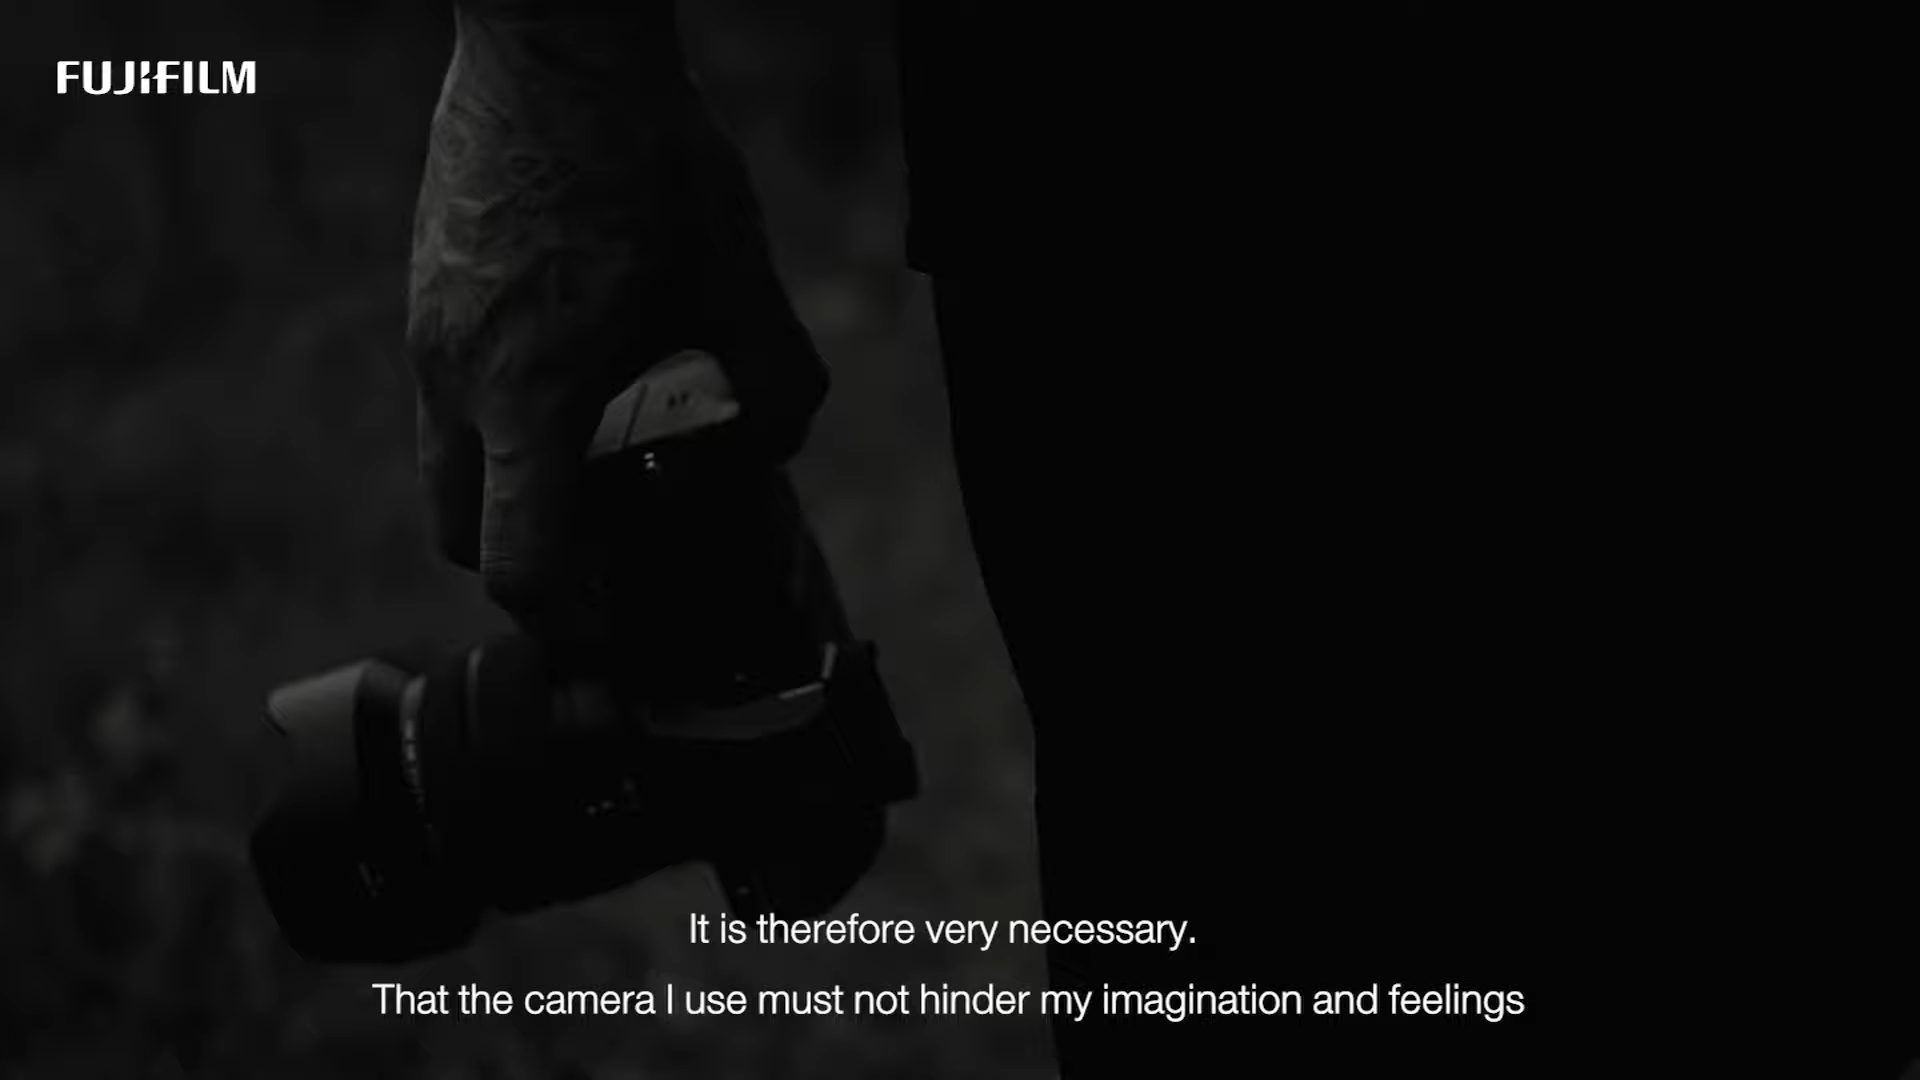 FUJIFILM
It is therefore very necessary.
That the camera I use must not hinder my imagination and feelings